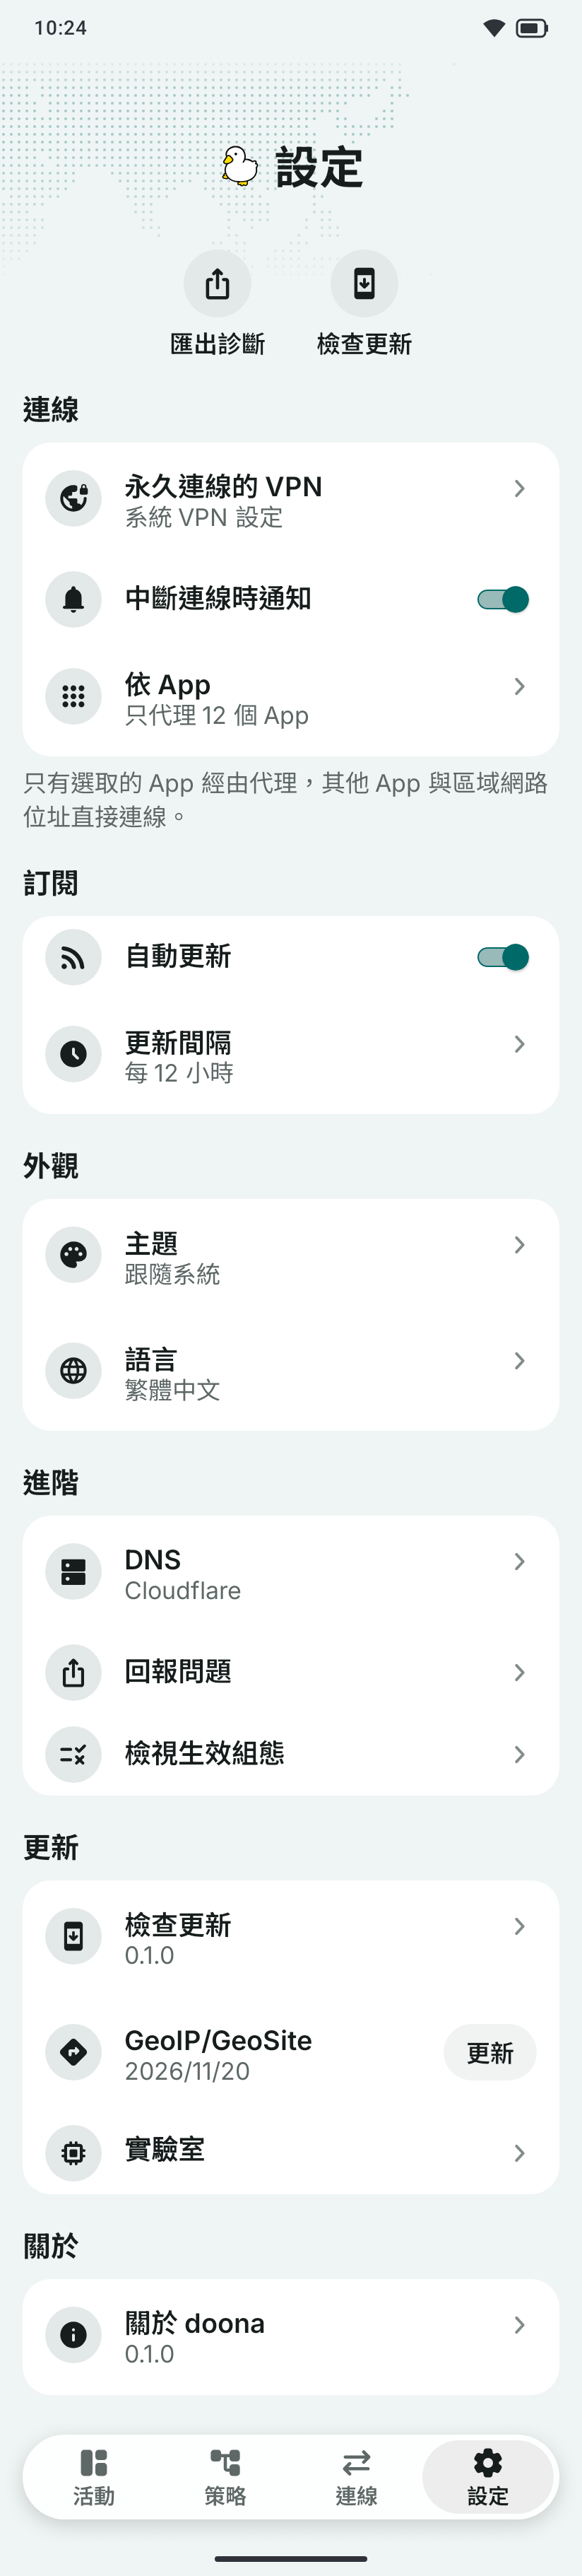 10:24
設定
匯出診斷
檢查更新
連線
永久連線的 VPN
系統 VPN 設定
中斷連線時通知
依 App
只代理 12 個 App
只有選取的 App 經由代理，其他 App 與區域網路
位址直接連線。
訂閱
自動更新
更新間隔
每 12 小時
外觀
主題
跟隨系統
語言
繁體中文
進階
DNS
Cloudflare
回報問題
檢視生效組態
更新
檢查更新
0.1.0
GeoIP/GeoSite
2026/11/20
更新
實驗室
關於
關於 doona
0.1.0
活動
策略
連線
設定